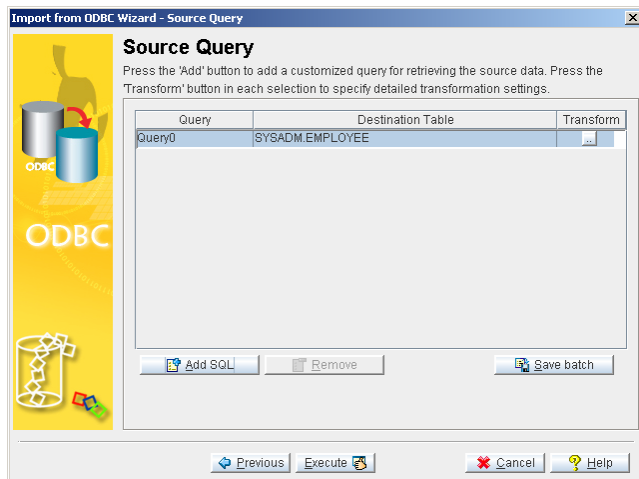 Import from ODBC Wizard - Source Query
Source Query
Press the 'Add' button to add a customized query for retrieving the source data. Press the
'Transform' button in each selection to specify detailed transformation settings.
Query Destination Table Transform
Query0 SYSADM.EMPLOYEE ...
ODBC
ODBC
Add SQL Remove Save batch
Previous Execute Cancel Help